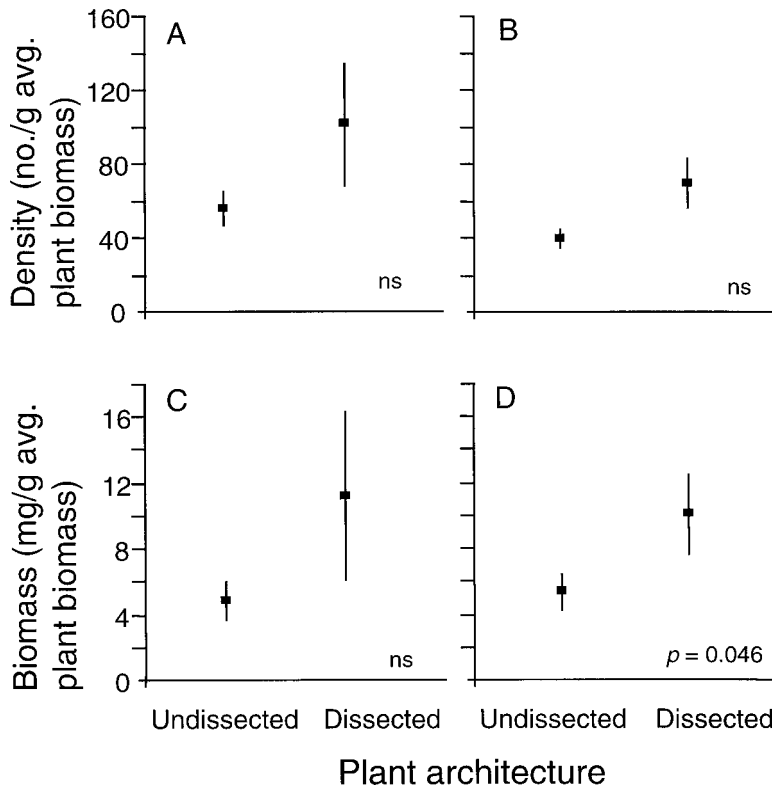 A
B
160
120
80
40
0
Density (no./g avg.
plant biomass)
ns
ns
C
D
16
12
8
4
0
Biomass (mg/g avg.
plant biomass)
ns
p = 0.046
Undissected Dissected
Undissected Dissected
Plant architecture